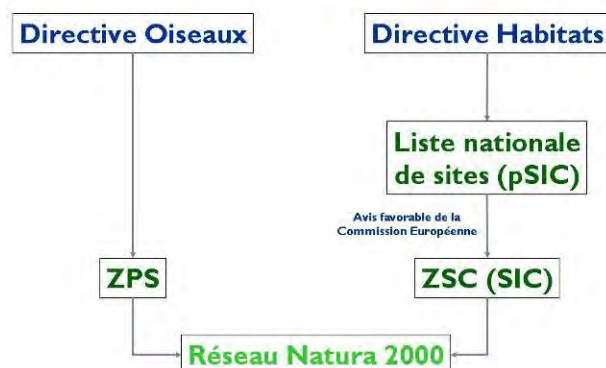 Directive Oiseaux
Directive Habitats
Liste nationale
de sites (pSIC)
Avis favorable de la
Commission Européenne
ZPS
ZSC (SIC)
Réseau Natura 2000